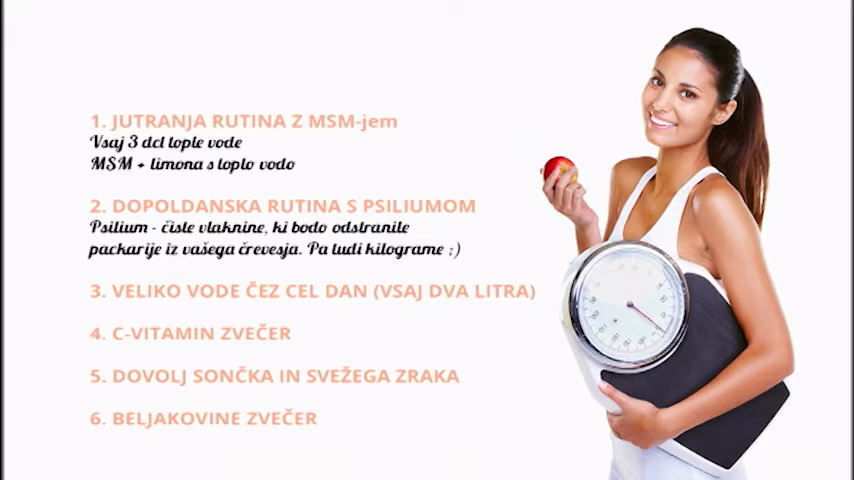 1. JUTRANJA RUTINA Z MSM-jem
Vsaj 3 dcl tople vode
MSM + limona s toplo vodo
2. DOPOLDANSKA RUTINA S PSILIUMOM
Psilium - čiste vlaknine, ki bodo odstranile
packarije iz vašega črevesja. Pa tudi kilograme ;)
3. VELIKO VODE ČEZ CEL DAN (VSAJ DVA LITRA)
4. C-VITAMIN ZVEČER
5. DOVOLJ SONČKA IN SVEŽEGA ZRAKA
6. BELJAKOVINE ZVEČER